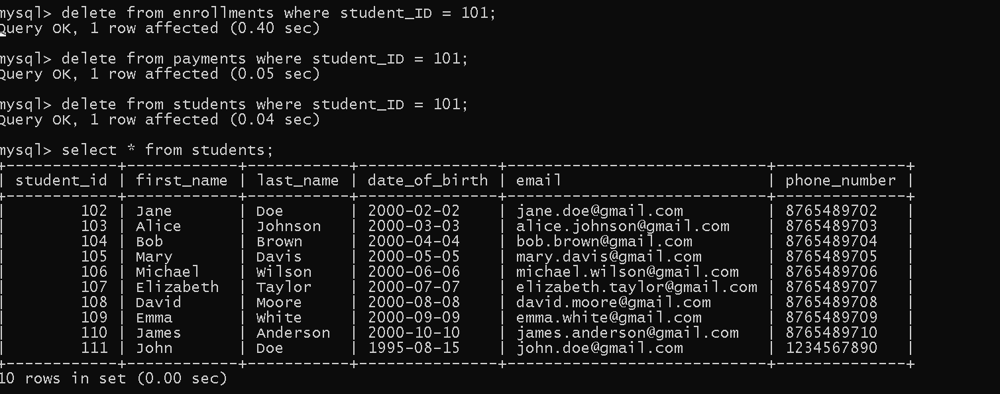 mysql> delete from enrollments where student_ID = 101;
Query OK, 1 row affected (0.40 sec)
mysql> delete from payments where student_ID = 101;
Query OK, 1 row affected (0.05 sec)
mysql> delete from students where student_ID = 101;
Query OK, 1 row affected (0.04 sec)
mysql> select * from students;
+------------+------------+-----------+---------------+----------------------------+--------------+
| student_id | first_name | last_name | date_of_birth | email                      | phone_number |
+------------+------------+-----------+---------------+----------------------------+--------------+
|        102 | Jane       | Doe       | 2000-02-02    | jane.doe@gmail.com         | 8765489702   |
|        103 | Alice      | Johnson   | 2000-03-03    | alice.johnson@gmail.com    | 8765489703   |
|        104 | Bob        | Brown     | 2000-04-04    | bob.brown@gmail.com        | 8765489704   |
|        105 | Mary       | Davis     | 2000-05-05    | mary.davis@gmail.com       | 8765489705   |
|        106 | Michael    | Wilson    | 2000-06-06    | michael.wilson@gmail.com   | 8765489706   |
|        107 | Elizabeth  | Taylor    | 2000-07-07    | elizabeth.taylor@gmail.com | 8765489707   |
|        108 | David      | Moore     | 2000-08-08    | david.moore@gmail.com      | 8765489708   |
|        109 | Emma       | White     | 2000-09-09    | emma.white@gmail.com       | 8765489709   |
|        110 | James      | Anderson  | 2000-10-10    | james.anderson@gmail.com   | 8765489710   |
|        111 | John       | Doe       | 1995-08-15    | john.doe@gmail.com         | 1234567890   |
+------------+------------+-----------+---------------+----------------------------+--------------+
10 rows in set (0.00 sec)